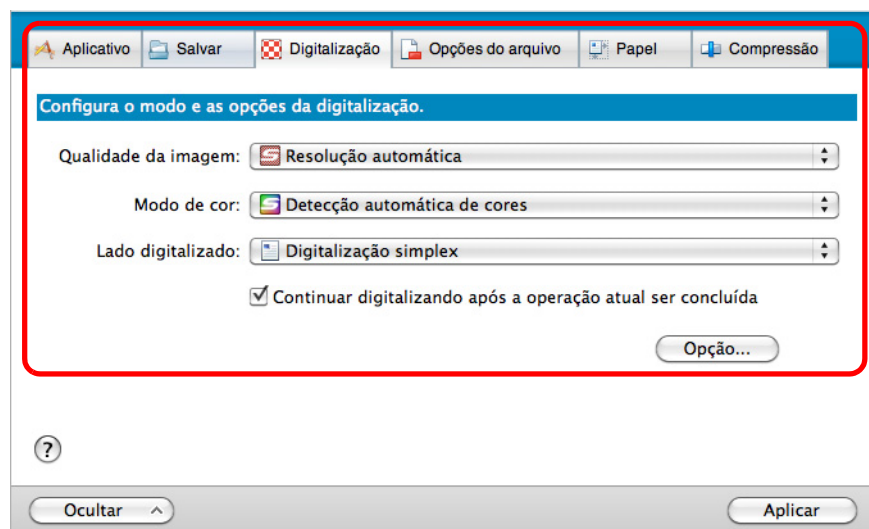 Aplicativo Salvar Digitalização Opções do arquivo Papel Compressão
Configura o modo e as opções da digitalização.
Qualidade da imagem: Resolução automática
Modo de cor: Detecção automática de cores
Lado digitalizado: Digitalização simplex
Continuar digitalizando após a operação atual ser concluída
Opção...
?
Ocultar Aplicar